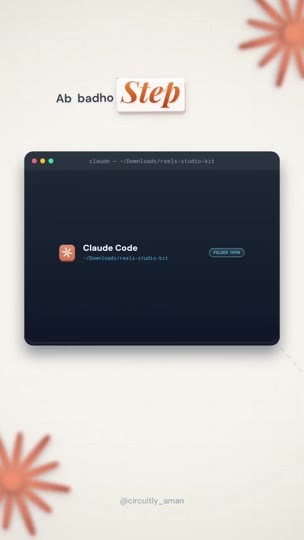 Ab badho Step
claude — ~/Downloads/reels-studio-kit
Claude Code
~/Downloads/reels-studio-kit
FOLDER OPEN
@circuitly_aman